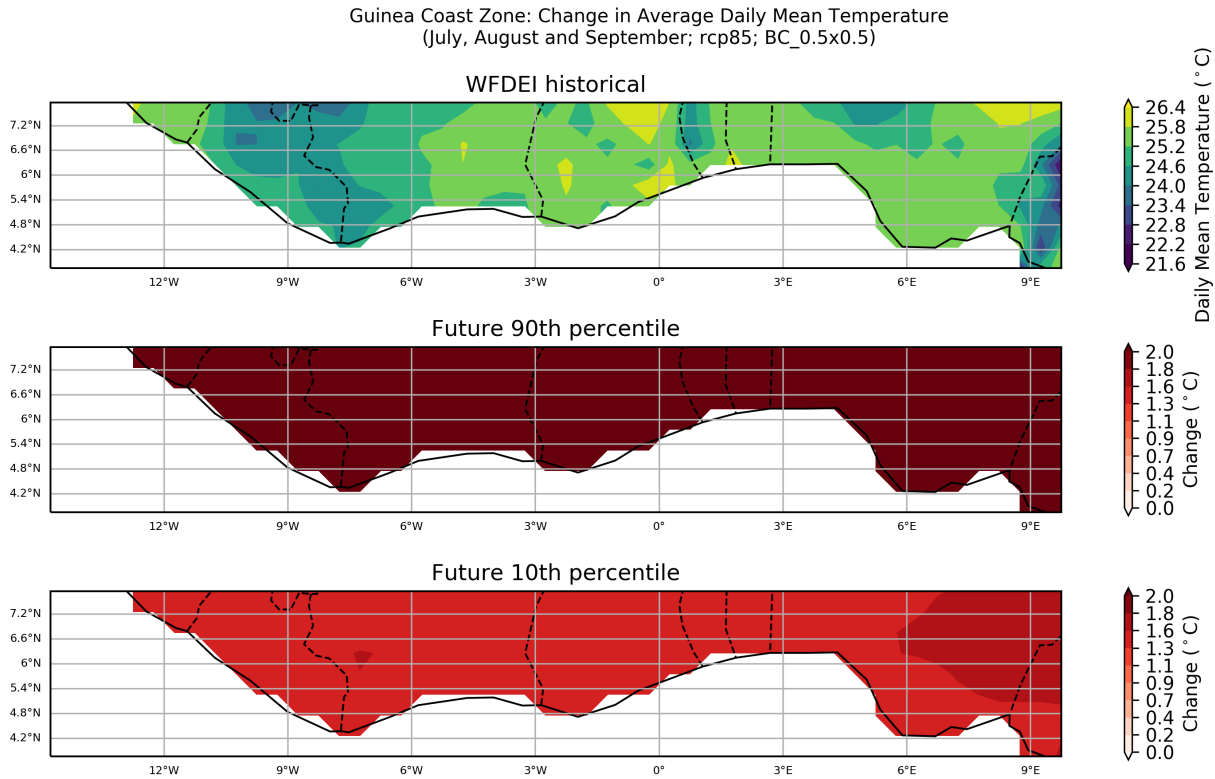 Guinea Coast Zone: Change in Average Daily Mean Temperature
(July, August and September; rcp85; BC_0.5x0.5)
WFDEI historical
7.2°N
6.6°N
6°N
5.4°N
4.8°N
4.2°N
12°W 9°W 6°W 3°W 0° 3°E 6°E 9°E
26.4
25.8
25.2
24.6
24.0
23.4
22.8
22.2
21.6
Daily Mean Temperature (°C)
Future 90th percentile
7.2°N
6.6°N
6°N
5.4°N
4.8°N
4.2°N
12°W 9°W 6°W 3°W 0° 3°E 6°E 9°E
2.0
1.8
1.6
1.3
1.1
0.9
0.7
0.4
0.2
0.0
Change (°C)
Future 10th percentile
7.2°N
6.6°N
6°N
5.4°N
4.8°N
4.2°N
12°W 9°W 6°W 3°W 0° 3°E 6°E 9°E
2.0
1.8
1.6
1.3
1.1
0.9
0.7
0.4
0.2
0.0
Change (°C)